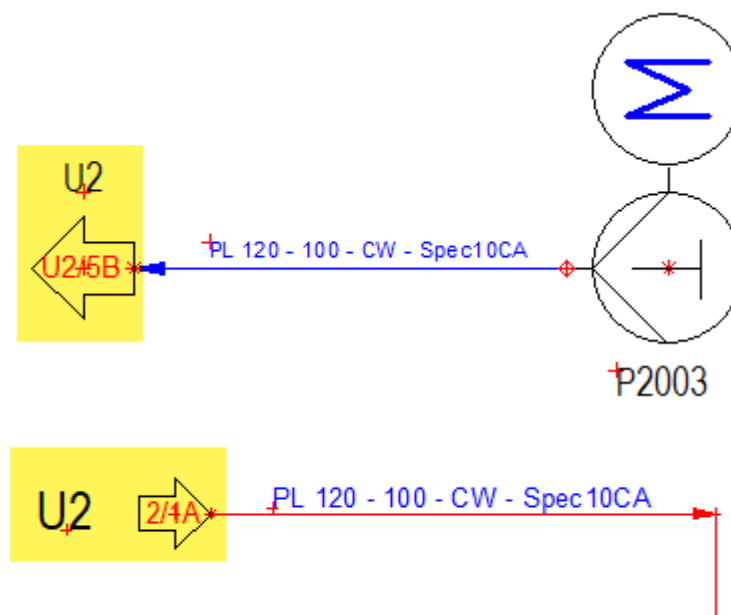 M
U2
PL 120 - 100 - CW - Spec10CA
U2/5B
P2003
PL 120 - 100 - CW - Spec10CA
U2
2/1A